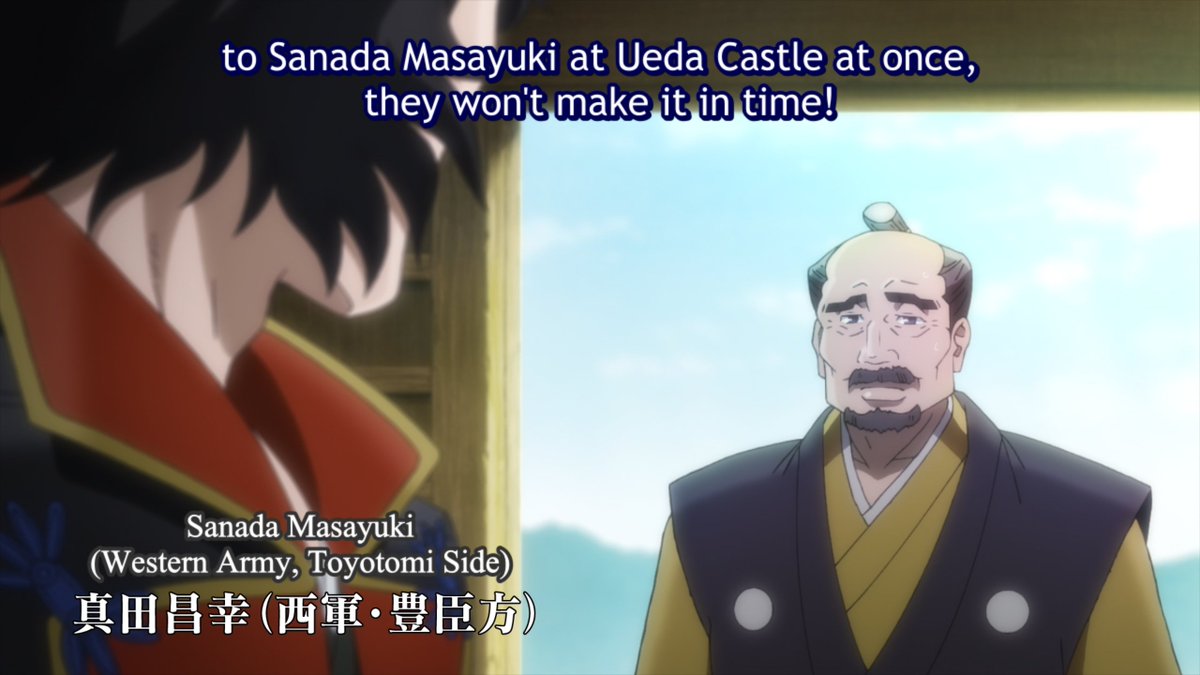 to Sanada Masayuki at Ueda Castle at once,
they won't make it in time!
Sanada Masayuki
(Western Army, Toyotomi Side)
真田昌幸（西軍・豊臣方）